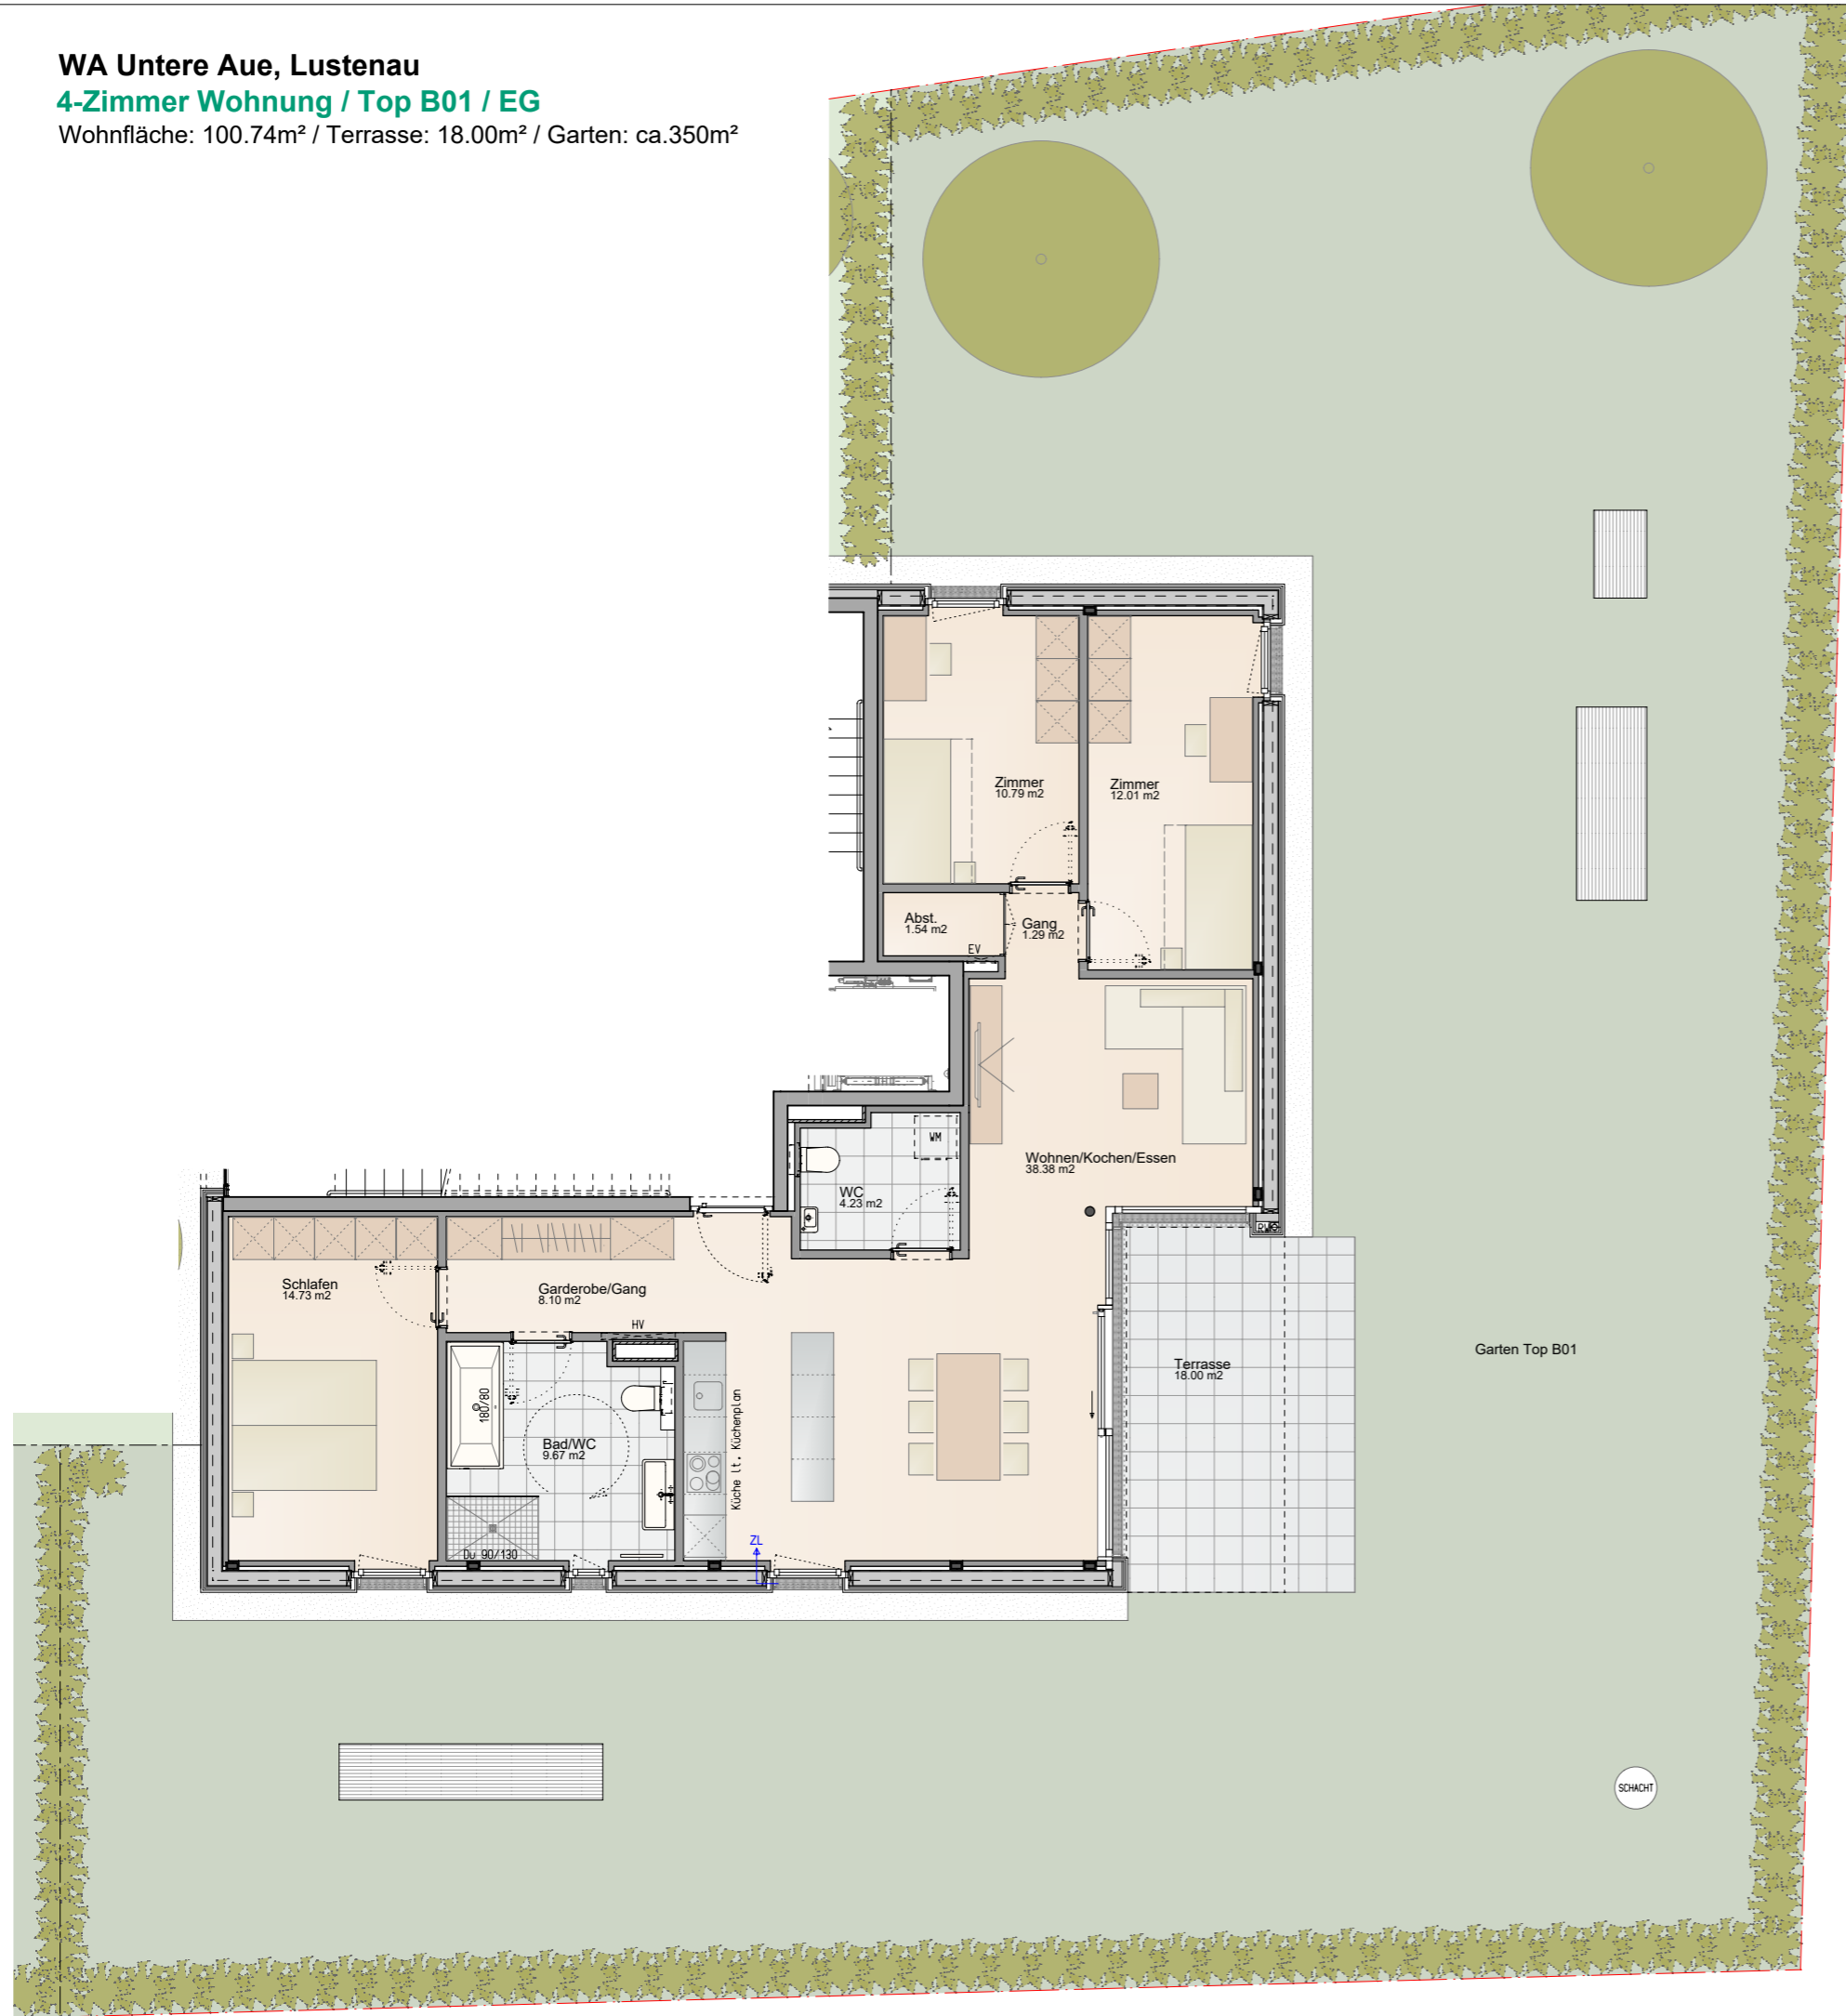 WA Untere Aue, Lustenau
4-Zimmer Wohnung / Top B01 / EG
Wohnfläche: 100.74m² / Terrasse: 18.00m² / Garten: ca.350m²
Zimmer
10.79 m2
Zimmer
12.01 m2
Abst.
1.54 m2
EV
Gang
1.29 m2
WM
Wohnen/Kochen/Essen
38.38 m2
WC
4.23 m2
Schlafen
14.73 m2
Garderobe/Gang
8.10 m2
HV
180/80
Bad/WC
9.67 m2
Du 90/130
Küche lt. Küchenplan
ZL
Terrasse
18.00 m2
Garten Top B01
SCHACHT